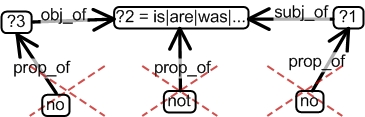 ?3 obj_of ?2 = is|are|was|... subj_of ?1
prop_of prop_of prop_of
no not no